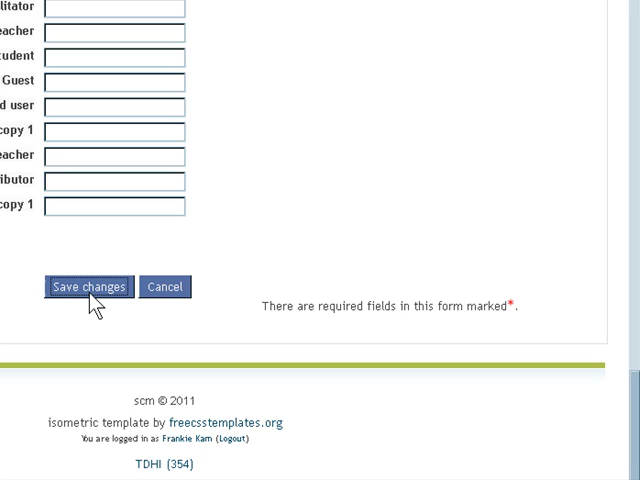 litator
eacher
tudent
Guest
d user
copy 1
eacher
ibutor
copy 1
Save changes Cancel
There are required fields in this form marked*.
scm © 2011
isometric template by freecsstemplates.org
You are logged in as Frankie Kam (Logout)
TDHI (354)